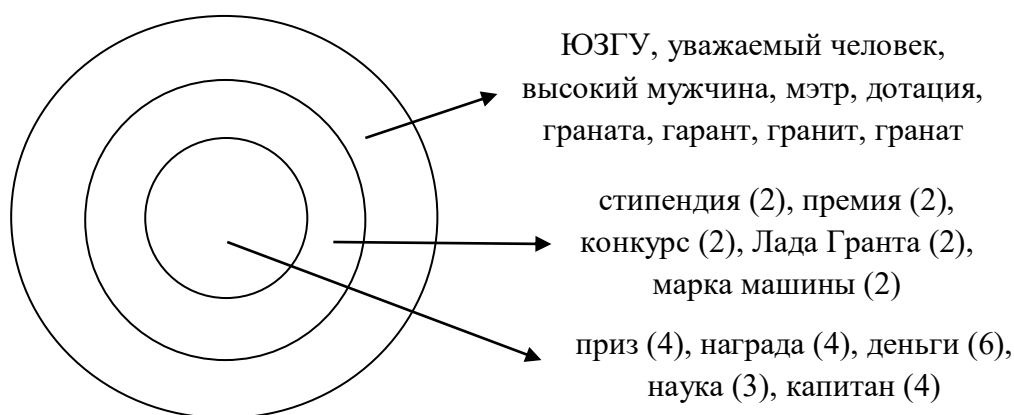 ЮЗГУ, уважаемый человек,
высокий мужчина, мэтр, дотация,
граната, гарант, гранит, гранат
стипендия (2), премия (2),
конкурс (2), Лада Гранта (2),
марка машины (2)
приз (4), награда (4), деньги (6),
наука (3), капитан (4)